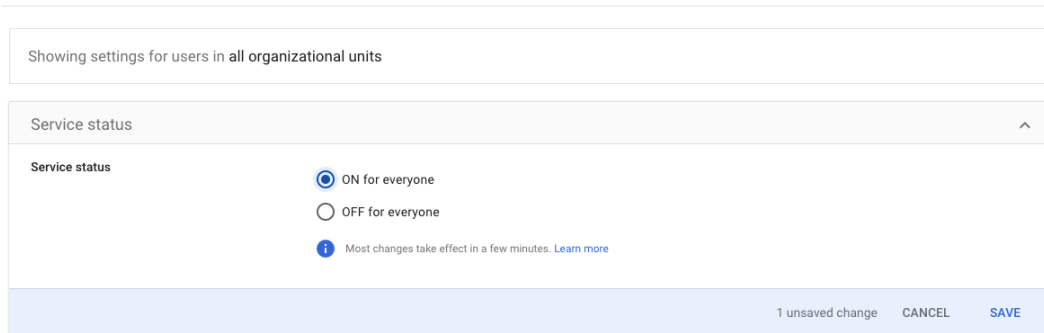 Showing settings for users in all organizational units
Service status
Service status
ON for everyone
OFF for everyone
Most changes take effect in a few minutes. Learn more
1 unsaved change CANCEL SAVE